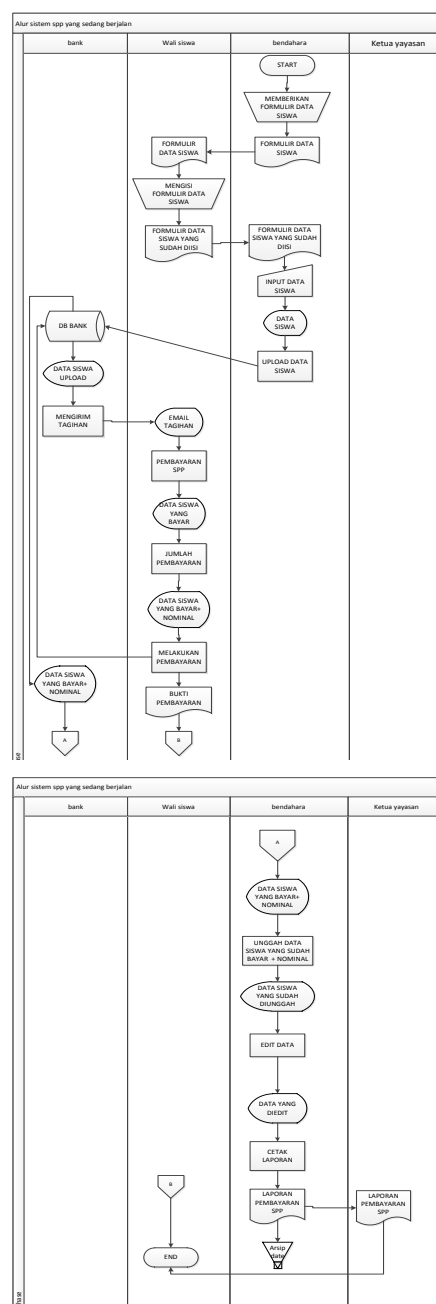 Alur sistem spp yang sedang berjalan
bank
Wali siswa
bendahara
Ketua yayasan
START
MEMBERIKAN
FORMULIR DATA
SISWA
FORMULIR DATA
SISWA
FORMULIR
DATA SISWA
MENGISI
FORMULIR DATA
SISWA
FORMULIR DATA
SISWA YANG
SUDAH DIISI
FORMULIR DATA
SISWA YANG SUDAH
DIISI
INPUT DATA
SISWA
DATA
SISWA
UPLOAD DATA
SISWA
DB BANK
DATA SISWA
UPLOAD
MENGIRIM
TAGIHAN
EMAIL
TAGIHAN
PEMBAYARAN
SPP
DATA SISWA
YANG
BAYAR
JUMLAH
PEMBAYARAN
DATA SISWA
YANG BAYAR+
NOMINAL
MELAKUKAN
PEMBAYARAN
BUKTI
PEMBAYARAN
DATA SISWA
YANG BAYAR+
NOMINAL
A
B
Alur sistem spp yang sedang berjalan
bank
Wali siswa
bendahara
Ketua yayasan
A
DATA SISWA
YANG BAYAR+
NOMINAL
UNGGAH DATA
SISWA YANG SUDAH
BAYAR + NOMINAL
DATA SISWA
YANG SUDAH
DIUNGGAH
EDIT DATA
DATA YANG
DIEDIT
CETAK
LAPORAN
LAPORAN
PEMBAYARAN
SPP
LAPORAN
PEMBAYARAN
SPP
Arsip
date
B
END